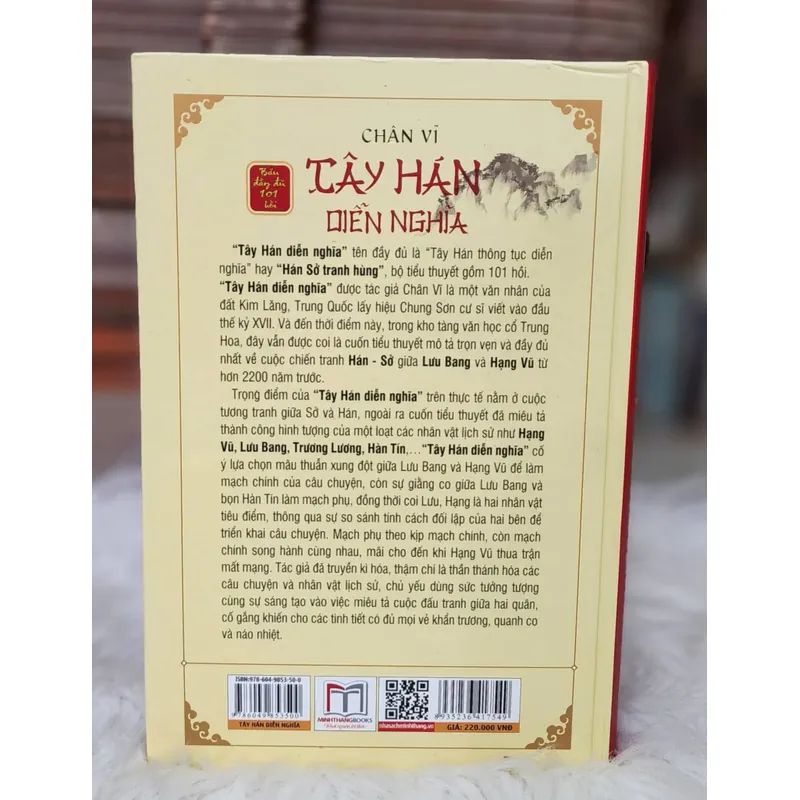 CHÂN VĨ
Bản
đầy đủ
101
hồi
TÂY HÁN
DIỄN NGHĨA
“Tây Hán diễn nghĩa” tên đầy đủ là “Tây Hán thông tục diễn
nghĩa” hay “Hán Sở tranh hùng”, bộ tiểu thuyết gồm 101 hồi.
“Tây Hán diễn nghĩa” được tác giả Chân Vĩ là một văn nhân của
đất Kim Lăng, Trung Quốc lấy hiệu Chung Sơn cư sĩ viết vào đầu
thế kỷ XVII. Và đến thời điểm này, trong kho tàng văn học cổ Trung
Hoa, đây vẫn được coi là cuốn tiểu thuyết mô tả trọn vẹn và đầy đủ
nhất về cuộc chiến tranh Hán - Sở giữa Lưu Bang và Hạng Vũ từ
hơn 2200 năm trước.
Trọng điểm của “Tây Hán diễn nghĩa” trên thực tế nằm ở cuộc
tương tranh giữa Sở và Hán, ngoài ra cuốn tiểu thuyết đã miêu tả
thành công hình tượng của một loạt các nhân vật lịch sử như Hạng
Vũ, Lưu Bang, Trương Lương, Hàn Tín,...“Tây Hán diễn nghĩa” cố
ý lựa chọn mâu thuẫn xung đột giữa Lưu Bang và Hạng Vũ để làm
mạch chính của câu chuyện, còn sự giằng co giữa Lưu Bang và
bọn Hàn Tín làm mạch phụ, đồng thời coi Lưu, Hạng là hai nhân vật
tiêu điểm, thông qua sự so sánh tính cách đối lập của hai bên để
triển khai câu chuyện. Mạch phụ theo kịp mạch chính, còn mạch
chính song hành cùng nhau, mãi cho đến khi Hạng Vũ thua trận
mất mạng. Tác giả đã truyền kì hóa, thậm chí là thần thánh hóa các
câu chuyện và nhân vật lịch sử, chủ yếu dùng sức tưởng tượng
cùng sự sáng tạo vào việc miêu tả cuộc đấu tranh giữa hai quân,
cố gắng khiến cho các tình tiết có đủ mọi vẻ khẩn trương, quanh co
và náo nhiệt.
ISBN:978-604-9853-50-0
9 786049 853500
TÂY HÁN DIỄN NGHĨA
MINHTHANGBOOKS
nhasachminhthang.vn
8 935236 417549
GIÁ: 220.000 VNĐ